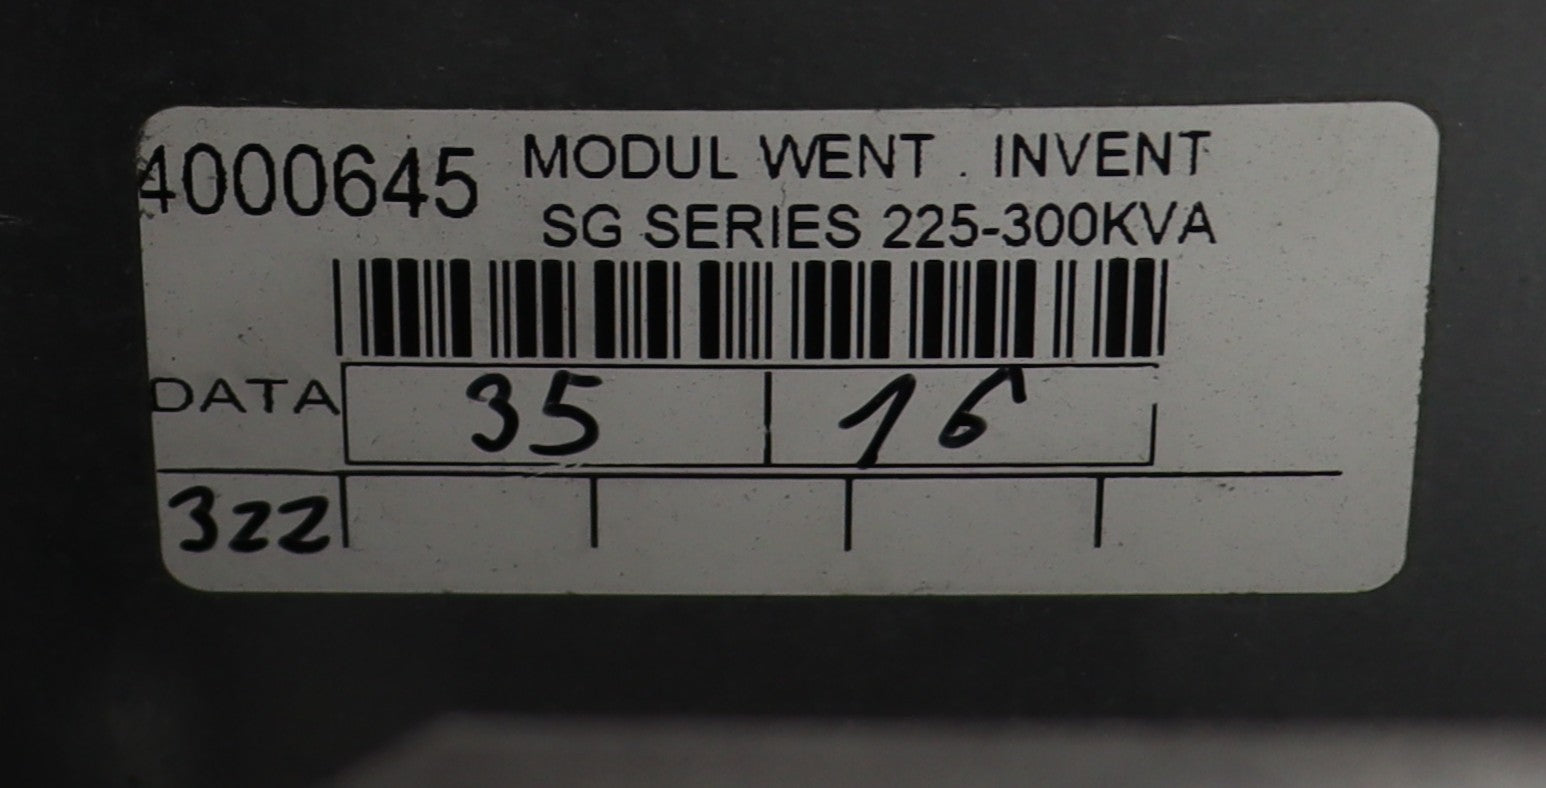 4000645 MODUL WENT . INVENT
SG SERIES 225-300KVA
DATA 35 16
322